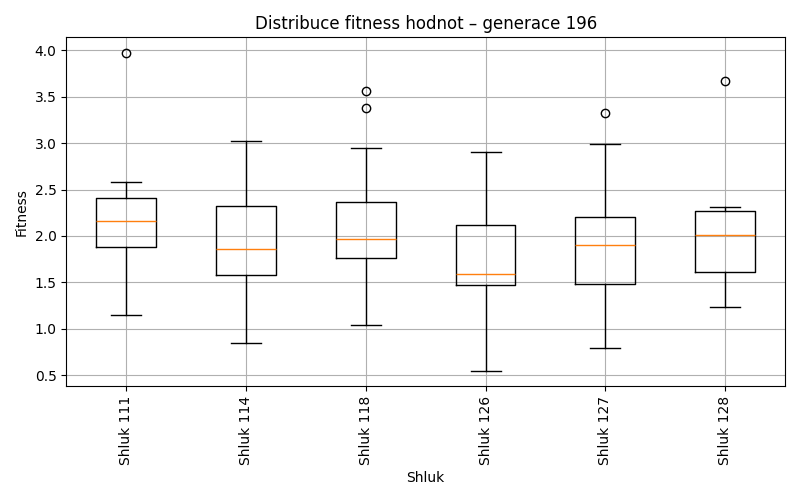 Distribuce fitness hodnot – generace 196
Fitness
4.0
3.5
3.0
2.5
2.0
1.5
1.0
0.5
Shluk 111
Shluk 114
Shluk 118
Shluk 126
Shluk 127
Shluk 128
Shluk